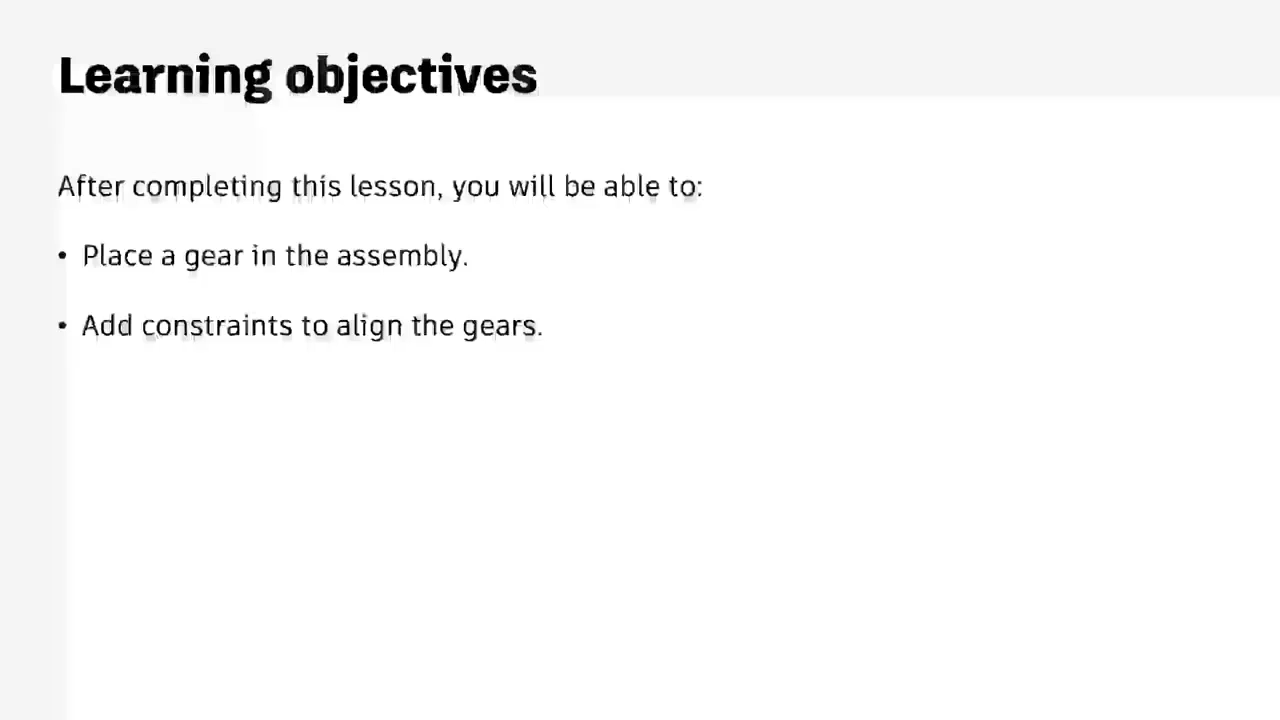 Learning objectives
After completing this lesson, you will be able to:
• Place a gear in the assembly.
• Add constraints to align the gears.